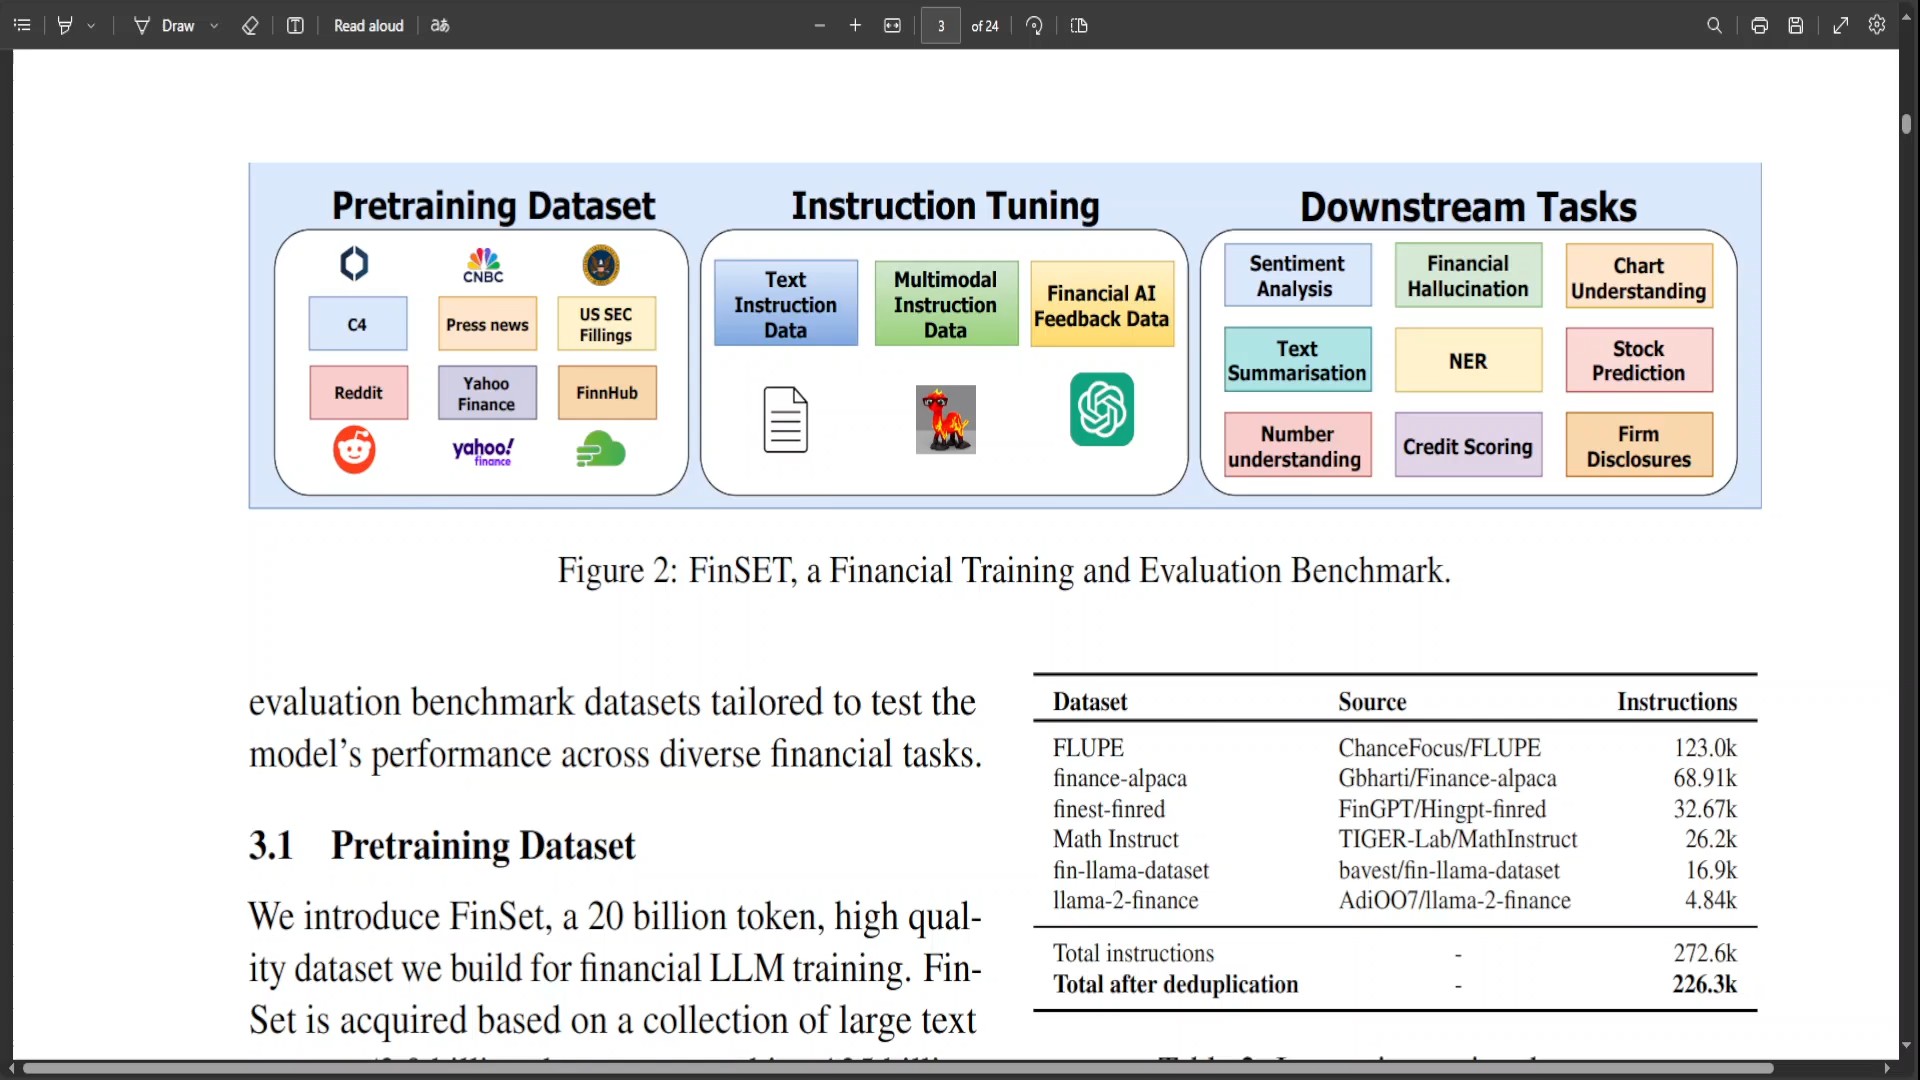 Draw
Read aloud
aあ
3
of 24
Pretraining Dataset
CNBC
C4
Press news
US SEC
Fillings
Reddit
Yahoo
Finance
FinnHub
yahoo!
finance
Instruction Tuning
Text
Instruction
Data
Multimodal
Instruction
Data
Financial AI
Feedback Data
Downstream Tasks
Sentiment
Analysis
Financial
Hallucination
Chart
Understanding
Text
Summarisation
NER
Stock
Prediction
Number
understanding
Credit Scoring
Firm
Disclosures
Figure 2: FinSET, a Financial Training and Evaluation Benchmark.
evaluation benchmark datasets tailored to test the
model's performance across diverse financial tasks.
3.1 Pretraining Dataset
We introduce FinSet, a 20 billion token, high qual-
ity dataset we build for financial LLM training. Fin-
Set is acquired based on a collection of large text
Dataset Source Instructions
FLUPE ChanceFocus/FLUPE 123.0k
finance-alpaca Gbharti/Finance-alpaca 68.91k
finest-finred FinGPT/Hingpt-finred 32.67k
Math Instruct TIGER-Lab/MathInstruct 26.2k
fin-llama-dataset bavest/fin-llama-dataset 16.9k
llama-2-finance AdiOO7/llama-2-finance 4.84k
Total instructions - 272.6k
Total after deduplication - 226.3k